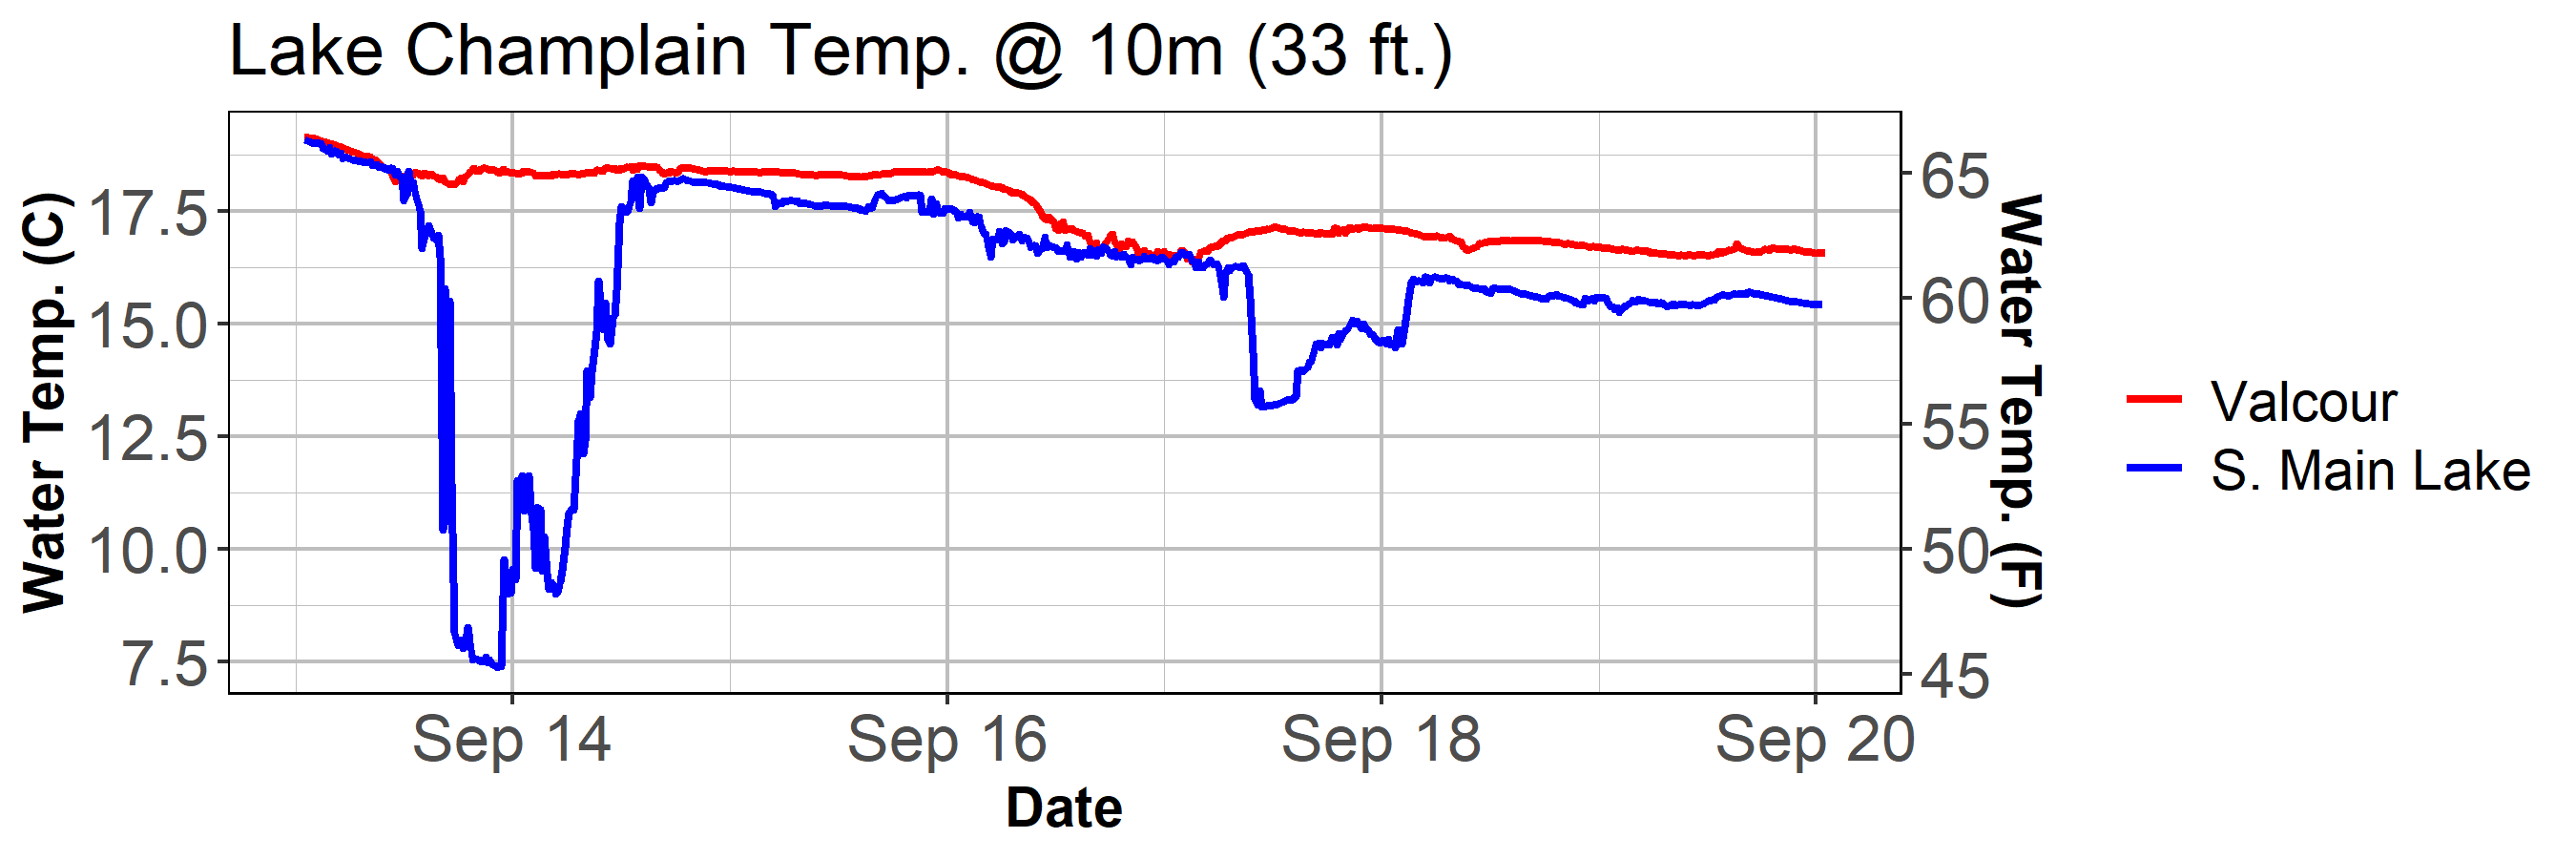 Lake Champlain Temp. @ 10m (33 ft.)
Water Temp. (C)
17.5
15.0
12.5
10.0
7.5
65
60
55
50
45
Water Temp. (F)
Sep 14
Sep 16
Sep 18
Sep 20
Date
Valcour
S. Main Lake